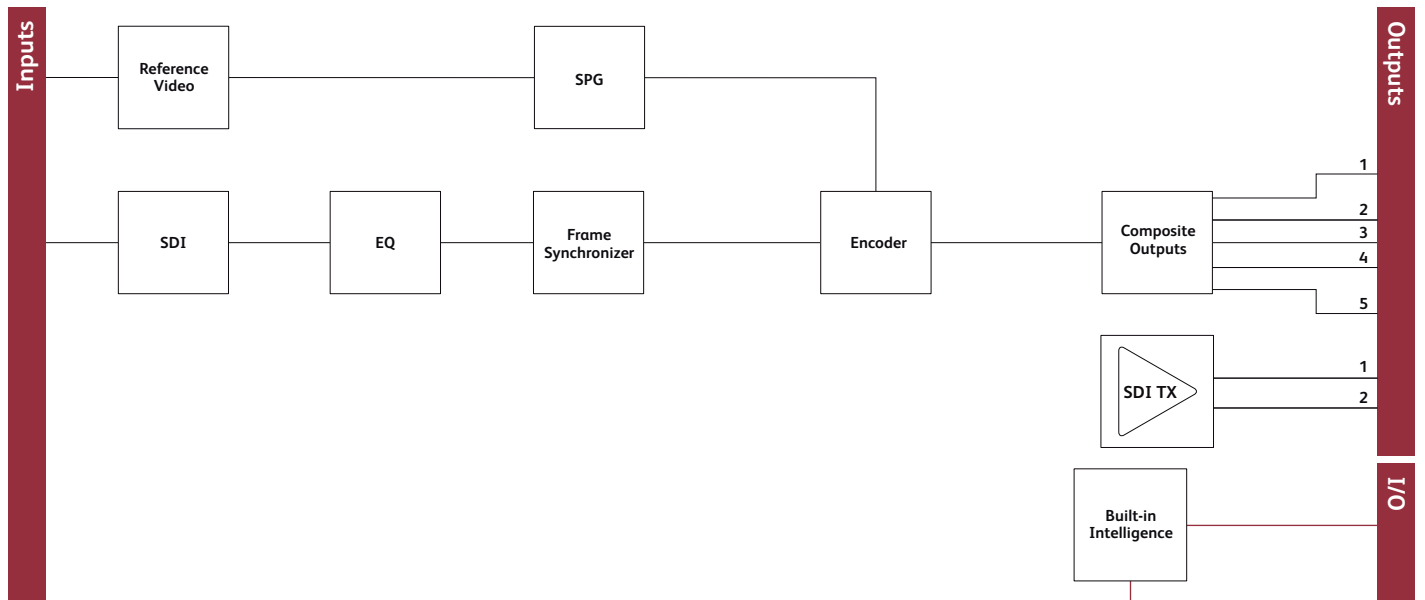 Inputs
Reference
Video
SPG
Outputs
SDI
EQ
Frame
Synchronizer
Encoder
Composite
Outputs
1
2
3
4
5
SDI TX
1
2
Built-in
Intelligence
I/O